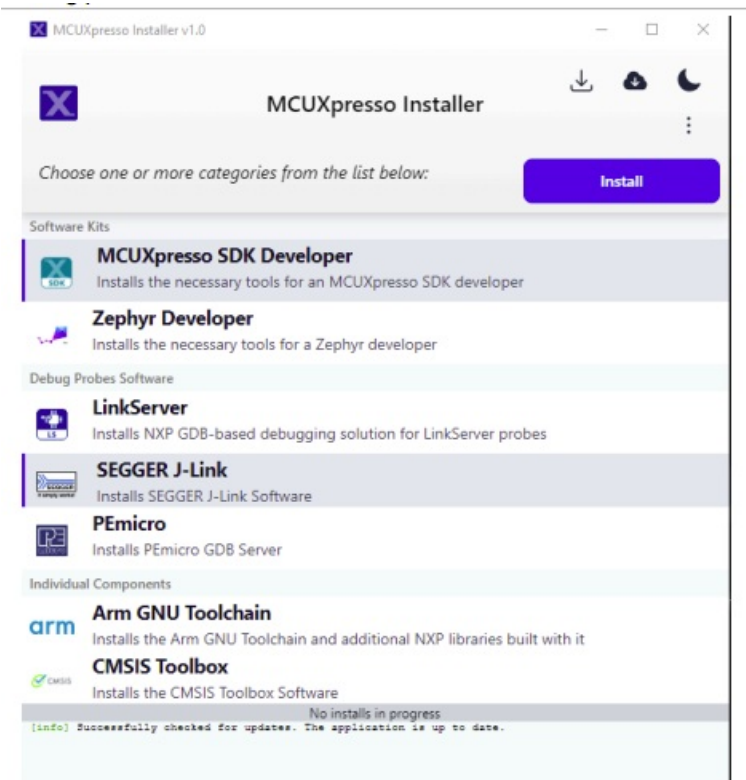 MCUXpresso Installer v1.0
MCUXpresso Installer
Choose one or more categories from the list below:
Install
Software Kits
MCUXpresso SDK Developer
SDK
Installs the necessary tools for an MCUXpresso SDK developer
Zephyr Developer
Installs the necessary tools for a Zephyr developer
Debug Probes Software
LinkServer
LS
Installs NXP GDB-based debugging solution for LinkServer probes
SEGGER J-Link
SEGGER
Installs SEGGER J-Link Software
PEmicro
PE
Installs PEmicro GDB Server
Individual Components
Arm GNU Toolchain
arm
Installs the Arm GNU Toolchain and additional NXP libraries built with it
CMSIS Toolbox
CMSIS
Installs the CMSIS Toolbox Software
No installs in progress
[info] Successfully checked for updates. The application is up to date.